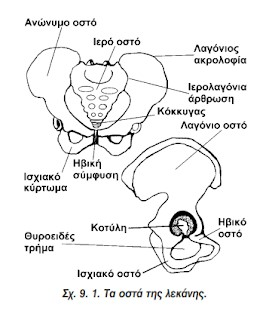 Ανώνυμο οστό
Ιερό οστό
Λαγόνιος
ακρολοφία
Ιερολαγόνια
άρθρωση
Κόκκυγας
Λαγόνιο οστό
Ισχιακό
κύρτωμα
Ηβική
σύμφυση
Κοτύλη
Ηβικό
οστό
Θυροειδές
τρήμα
Ισχιακό οστό
Σχ. 9. 1. Τα οστά της λεκάνης.